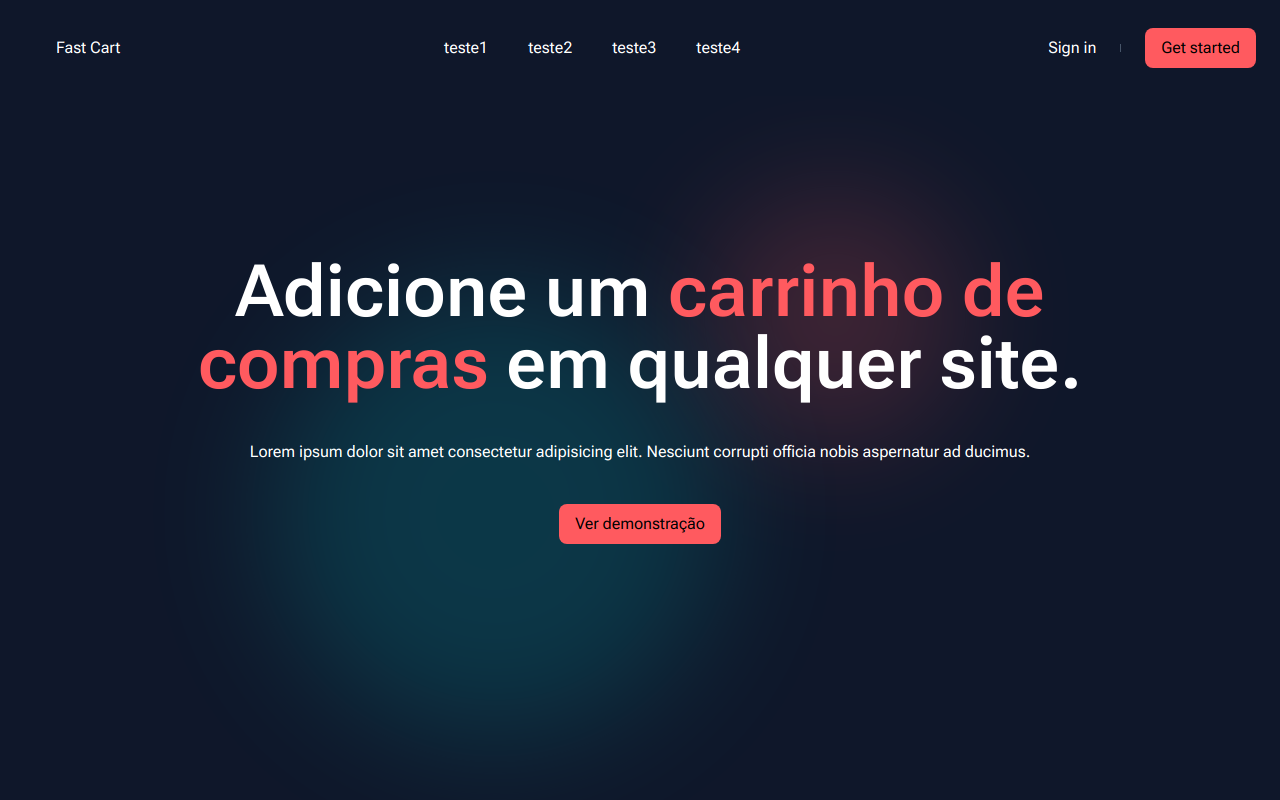 Fast Cart
teste1
teste2
teste3
teste4
Sign in
Get started
Adicione um carrinho de
compras em qualquer site.
Lorem ipsum dolor sit amet consectetur adipisicing elit. Nesciunt corrupti officia nobis aspernatur ad ducimus.
Ver demonstração